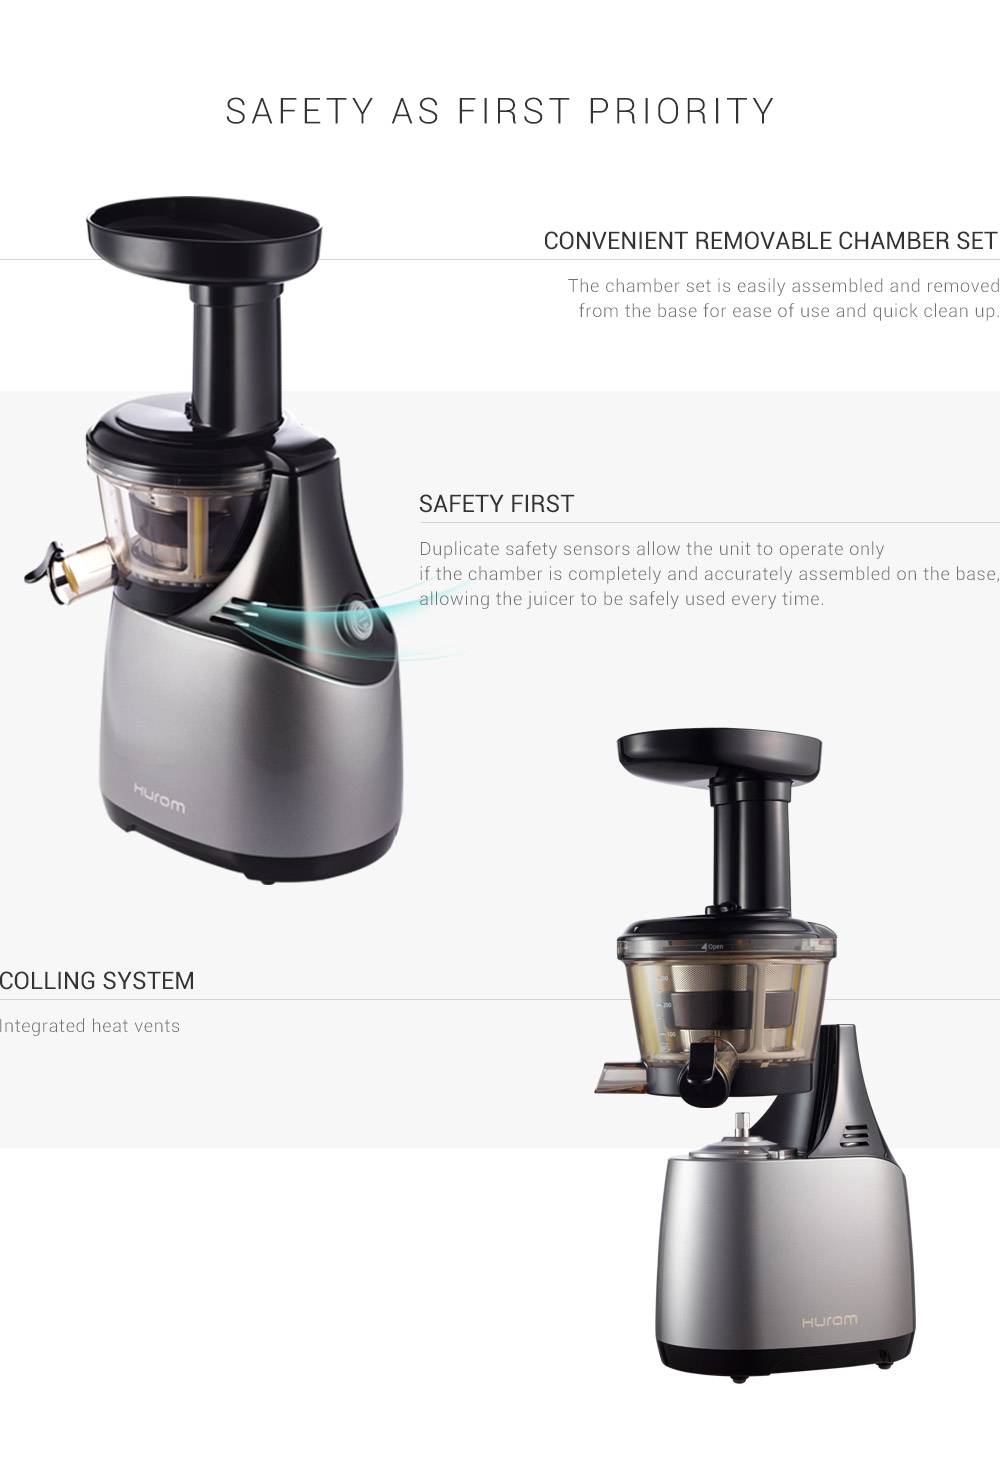 SAFETY AS FIRST PRIORITY
CONVENIENT REMOVABLE CHAMBER SET
The chamber set is easily assembled and removed
from the base for ease of use and quick clean up.
SAFETY FIRST
Duplicate safety sensors allow the unit to operate only
if the chamber is completely and accurately assembled on the base,
allowing the juicer to be safely used every time.
Hurom
Open
COLLING SYSTEM
Integrated heat vents
200
100
Hurom